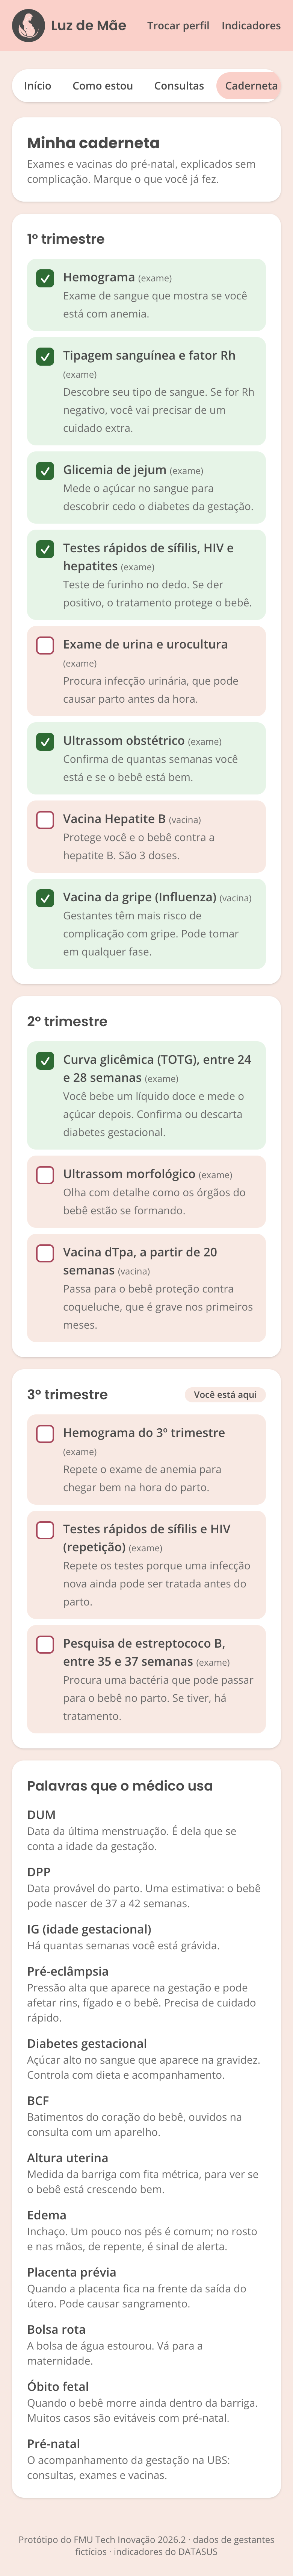 Luz de Mãe
Trocar perfil
Indicadores
Início
Como estou
Consultas
Caderneta
Minha caderneta
Exames e vacinas do pré-natal, explicados sem
complicação. Marque o que você já fez.
1º trimestre
Hemograma (exame)
Exame de sangue que mostra se você
está com anemia.
Tipagem sanguínea e fator Rh
(exame)
Descobre seu tipo de sangue. Se for Rh
negativo, você vai precisar de um
cuidado extra.
Glicemia de jejum (exame)
Mede o açúcar no sangue para
descobrir cedo o diabetes da gestação.
Testes rápidos de sífilis, HIV e
hepatites (exame)
Teste de furinho no dedo. Se der
positivo, o tratamento protege o bebê.
Exame de urina e urocultura
(exame)
Procura infecção urinária, que pode
causar parto antes da hora.
Ultrassom obstétrico (exame)
Confirma de quantas semanas você
está e se o bebê está bem.
Vacina Hepatite B (vacina)
Protege você e o bebê contra a
hepatite B. São 3 doses.
Vacina da gripe (Influenza) (vacina)
Gestantes têm mais risco de
complicação com gripe. Pode tomar
em qualquer fase.
2º trimestre
Curva glicêmica (TOTG), entre 24
e 28 semanas (exame)
Você bebe um líquido doce e mede o
açúcar depois. Confirma ou descarta
diabetes gestacional.
Ultrassom morfológico (exame)
Olha com detalhe como os órgãos do
bebê estão se formando.
Vacina dTpa, a partir de 20
semanas (vacina)
Passa para o bebê proteção contra
coqueluche, que é grave nos primeiros
meses.
3º trimestre
Você está aqui
Hemograma do 3º trimestre
(exame)
Repete o exame de anemia para
chegar bem na hora do parto.
Testes rápidos de sífilis e HIV
(repetição) (exame)
Repete os testes porque uma infecção
nova ainda pode ser tratada antes do
parto.
Pesquisa de estreptococo B,
entre 35 e 37 semanas (exame)
Procura uma bactéria que pode passar
para o bebê no parto. Se tiver, há
tratamento.
Palavras que o médico usa
DUM
Data da última menstruação. É dela que se
conta a idade da gestação.
DPP
Data provável do parto. Uma estimativa: o bebê
pode nascer de 37 a 42 semanas.
IG (idade gestacional)
Há quantas semanas você está grávida.
Pré-eclâmpsia
Pressão alta que aparece na gestação e pode
afetar rins, fígado e o bebê. Precisa de cuidado
rápido.
Diabetes gestacional
Açúcar alto no sangue que aparece na gravidez.
Controla com dieta e acompanhamento.
BCF
Batimentos do coração do bebê, ouvidos na
consulta com um aparelho.
Altura uterina
Medida da barriga com fita métrica, para ver se
o bebê está crescendo bem.
Edema
Inchaço. Um pouco nos pés é comum; no rosto
e nas mãos, de repente, é sinal de alerta.
Placenta prévia
Quando a placenta fica na frente da saída do
útero. Pode causar sangramento.
Bolsa rota
A bolsa de água estourou. Vá para a
maternidade.
Óbito fetal
Quando o bebê morre ainda dentro da barriga.
Muitos casos são evitáveis com pré-natal.
Pré-natal
O acompanhamento da gestação na UBS:
consultas, exames e vacinas.
Protótipo do FMU Tech Inovação 2026.2 · dados de gestantes
fictícios · indicadores do DATASUS